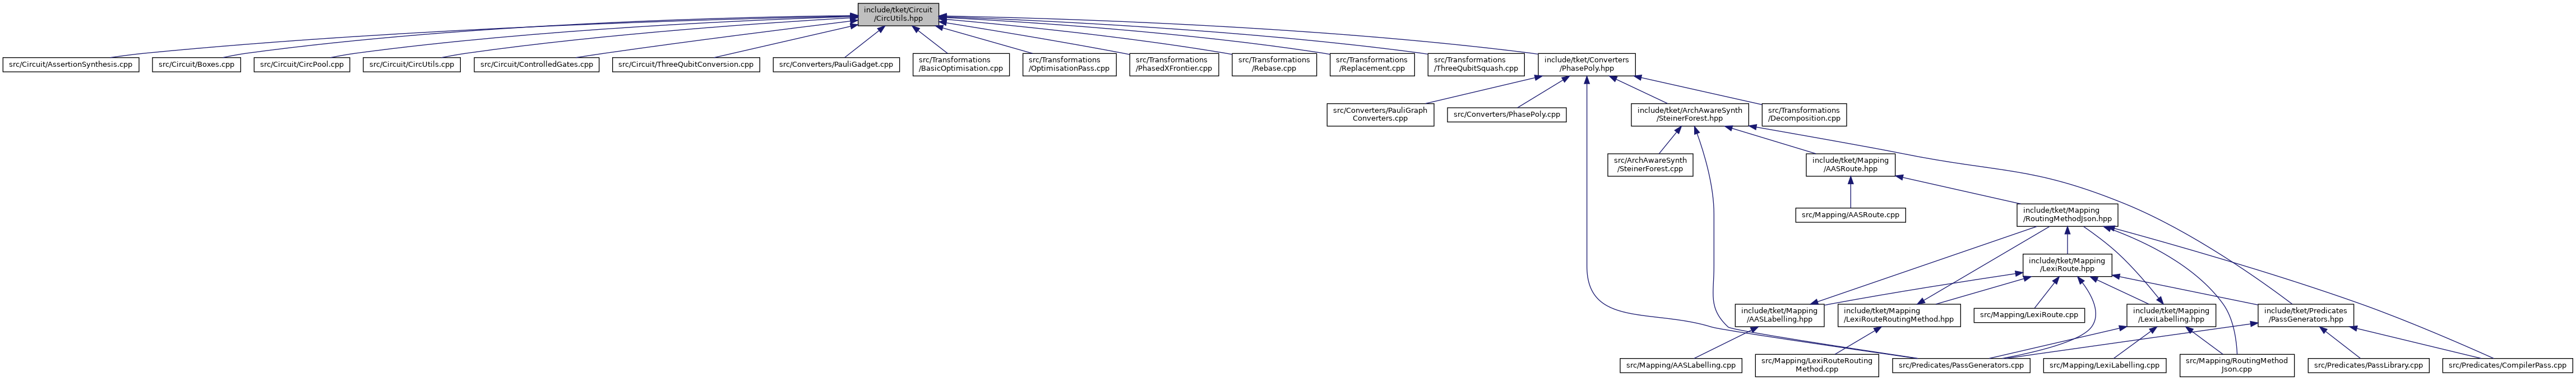 include/tket/Circuit
/CircUtils.hpp
src/Circuit/AssertionSynthesis.cpp
src/Circuit/Boxes.cpp
src/Circuit/CircPool.cpp
src/Circuit/CircUtils.cpp
src/Circuit/ControlledGates.cpp
src/Circuit/ThreeQubitConversion.cpp
src/Converters/PauliGadget.cpp
src/Transformations
/BasicOptimisation.cpp
src/Transformations
/OptimisationPass.cpp
src/Transformations
/PhasedXFrontier.cpp
src/Transformations
/Rebase.cpp
src/Transformations
/Replacement.cpp
src/Transformations
/ThreeQubitSquash.cpp
include/tket/Converters
/PhasePoly.hpp
src/Converters/PauliGraph
Converters.cpp
src/Converters/PhasePoly.cpp
include/tket/ArchAwareSynth
/SteinerForest.hpp
src/Transformations
/Decomposition.cpp
src/ArchAwareSynth
/SteinerForest.cpp
include/tket/Mapping
/AASRoute.hpp
src/Mapping/AASRoute.cpp
include/tket/Mapping
/RoutingMethodJson.hpp
include/tket/Mapping
/LexiRoute.hpp
include/tket/Mapping
/AASLabelling.hpp
include/tket/Mapping
/LexiRouteRoutingMethod.hpp
src/Mapping/LexiRoute.cpp
include/tket/Mapping
/LexiLabelling.hpp
include/tket/Predicates
/PassGenerators.hpp
src/Mapping/AASLabelling.cpp
src/Mapping/LexiRouteRouting
Method.cpp
src/Predicates/PassGenerators.cpp
src/Mapping/LexiLabelling.cpp
src/Mapping/RoutingMethod
Json.cpp
src/Predicates/PassLibrary.cpp
src/Predicates/CompilerPass.cpp